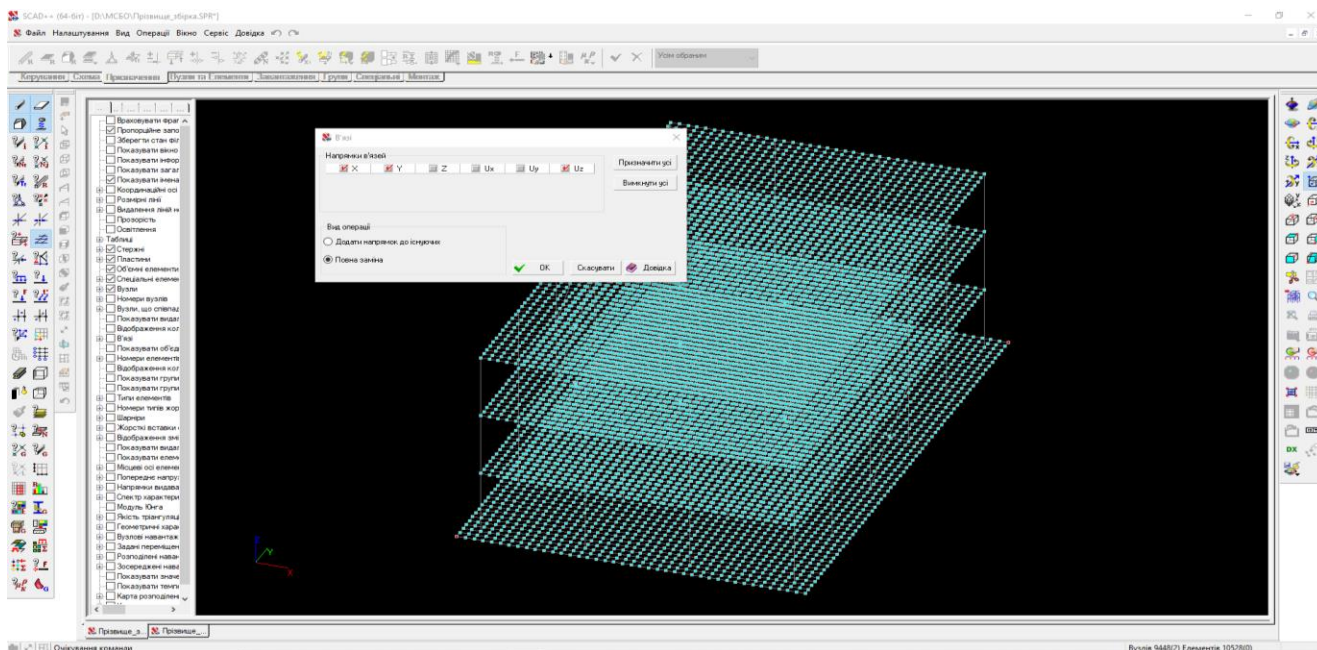 SCAD++ (64-біт) - [D:\МСБО\Прізвище_збірка.SPR*]
Файл Налаштування Вид Операції Вікно Сервіс Довідка
Усім обраним
Керування Схема Призначення Вузли та Елементи Завантаження Групи Спеціальні Монтаж
Враховувати фраг
Пропорційне запо
Зберегти стан філ
Показувати вікно
Показувати інфор
Показувати загал
Показувати імена
Координаційні осі
Розмірні лінії
Видалення ліній н
Прозорість
Освітлення
Таблиці
Стержні
Пластини
Об'ємні елементи
Спеціальні елемен
Вузли
Номери вузлів
Вузли, що співпад
Показувати видал
Відображення кол
В'язі
Показувати об'єд
Номери елементів
Відображення кол
Показувати групи
Показувати групи
Типи елементів
Номери типів жор
Шарніри
Жорсткі вставки
Відображення змі
Показувати видал
Показувати елем
Місцеві осі елеме
Попереднє напру
Напрямки видава
Спектр характери
Модуль Юнга
Якість тріангуляц
Геометричні харак
Вузлові навантаж
Задані переміщен
Розподілені наван
Зосереджені нава
Показувати значе
Показувати темпе
Карта розподілен
В'язі
Напрямки в'язей
X Y Z Ux Uy Uz
Призначити усі
Вимкнути усі
Вид операції
Додати напрямок до існуючих
Повна заміна
OK Скасувати Довідка
Z
Y
X
DX
Прізвище_з... Прізвище_...
Очікування команди
Вузлів 9448(2) Елементів 10528(0)